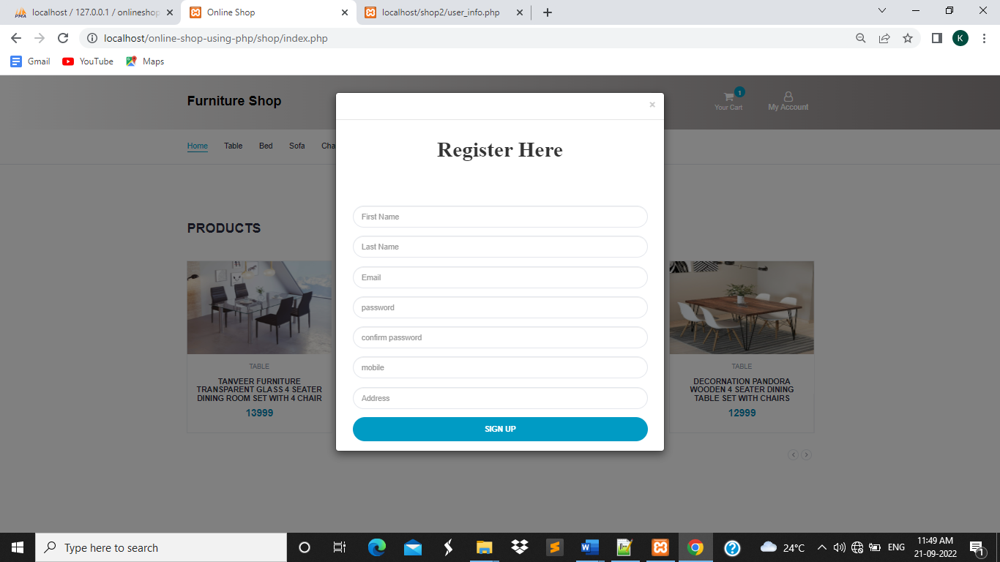 localhost / 127.0.0.1 / onlineshop
Online Shop
localhost/shop2/user_info.php
localhost/online-shop-using-php/shop/index.php
K
Gmail
YouTube
Maps
Furniture Shop
1
Your Cart
My Account
×
Home
Table
Bed
Sofa
Cha
Register Here
First Name
Last Name
Email
password
confirm password
mobile
Address
SIGN UP
PRODUCTS
TABLE
TANVEER FURNITURE
TRANSPARENT GLASS 4 SEATER
DINING ROOM SET WITH 4 CHAIR
13999
TABLE
DECORNATION PANDORA
WOODEN 4 SEATER DINING
TABLE SET WITH CHAIRS
12999
Type here to search
24°C
ENG
11:49 AM
21-09-2022
1